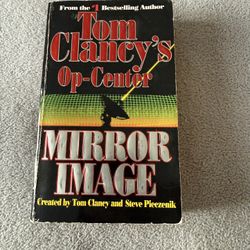 From the #1 Bestselling Author
Tom
Clancy's
Op-Center
MIRROR
IMAGE
Created by Tom Clancy and Steve Pieczenik